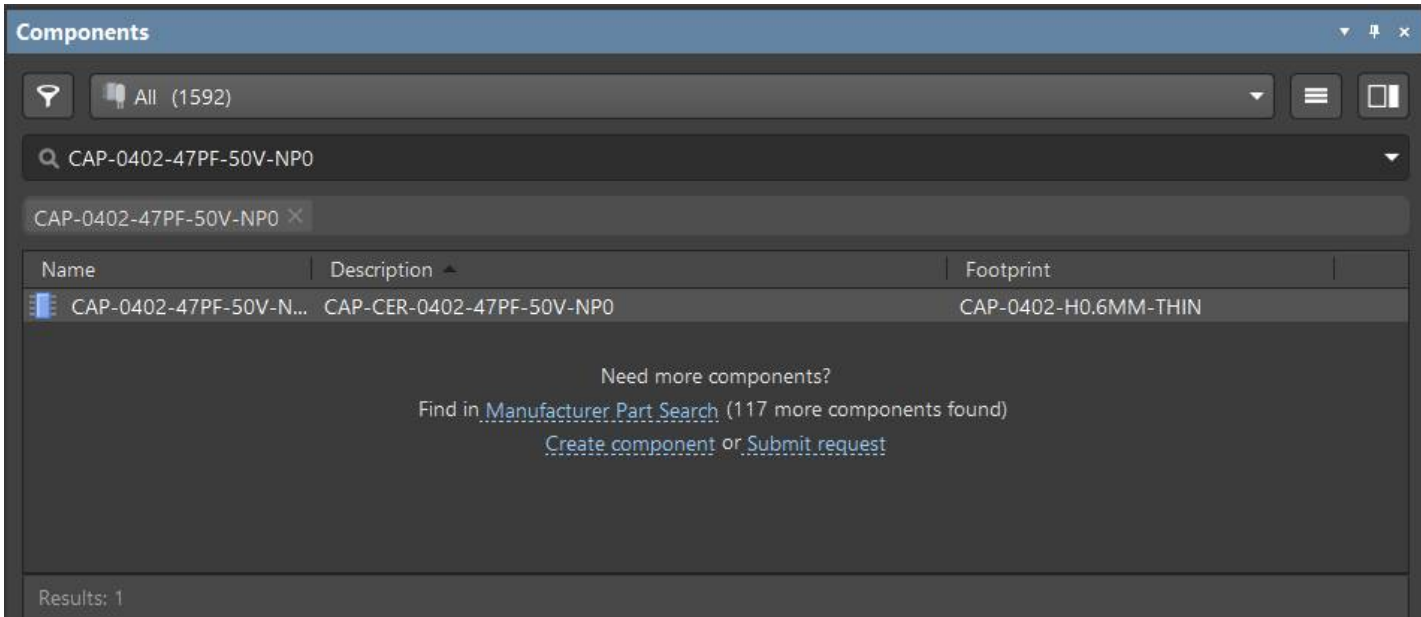 Components
All (1592)
CAP-0402-47PF-50V-NP0
CAP-0402-47PF-50V-NP0
Name Description Footprint
CAP-0402-47PF-50V-N... CAP-CER-0402-47PF-50V-NP0 CAP-0402-H0.6MM-THIN
Need more components?
Find in Manufacturer Part Search (117 more components found)
Create component or Submit request
Results: 1